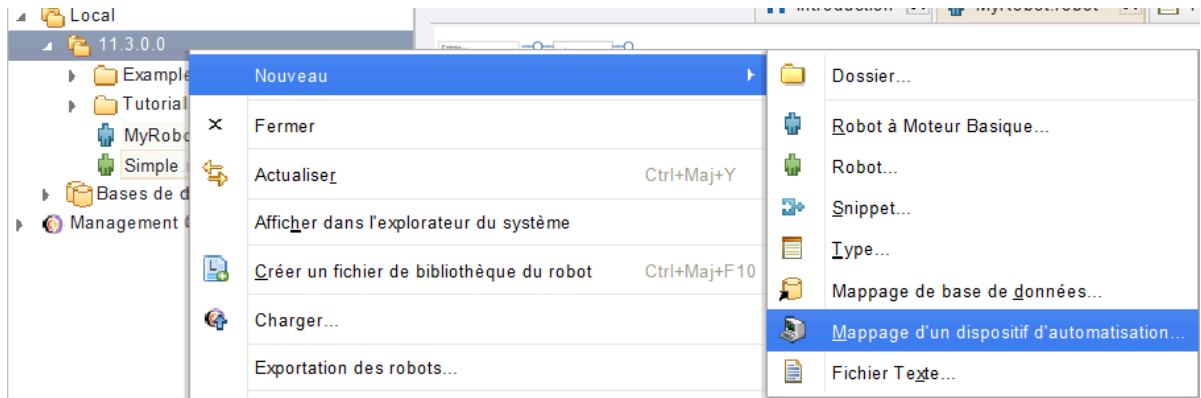 Local
Introduction
MyRobot.robot
11.3.0.0
Example
Tutorial
MyRobo
Simple
Bases de d
Management
Nouveau
Fermer
Actualiser Ctrl+Maj+Y
Afficher dans l'explorateur du système
Créer un fichier de bibliothèque du robot Ctrl+Maj+F10
Charger...
Exportation des robots...
Dossier...
Robot à Moteur Basique...
Robot...
Snippet...
Type...
Mappage de base de données...
Mappage d'un dispositif d'automatisation...
Fichier Texte...